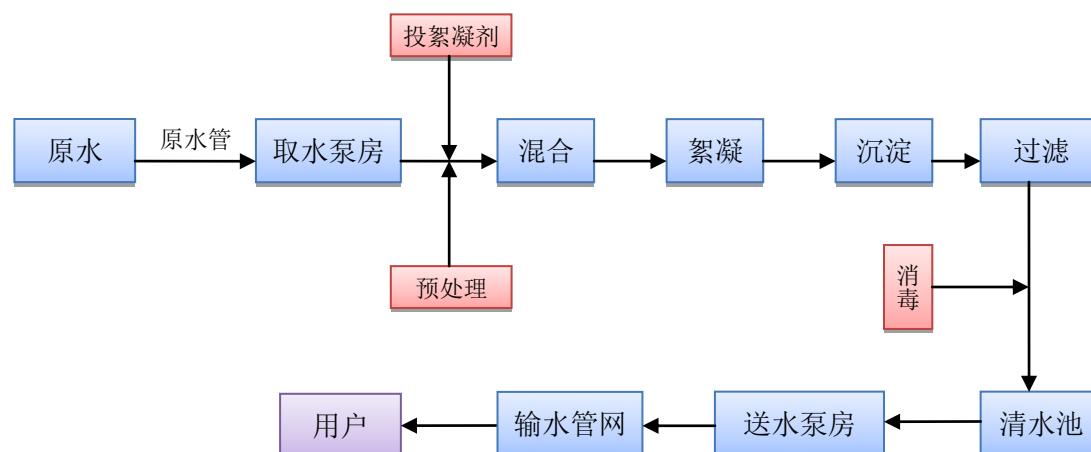 投絮凝剂
原水
原水管
取水泵房
混合
絮凝
沉淀
过滤
预处理
消毒
用户
输水管网
送水泵房
清水池